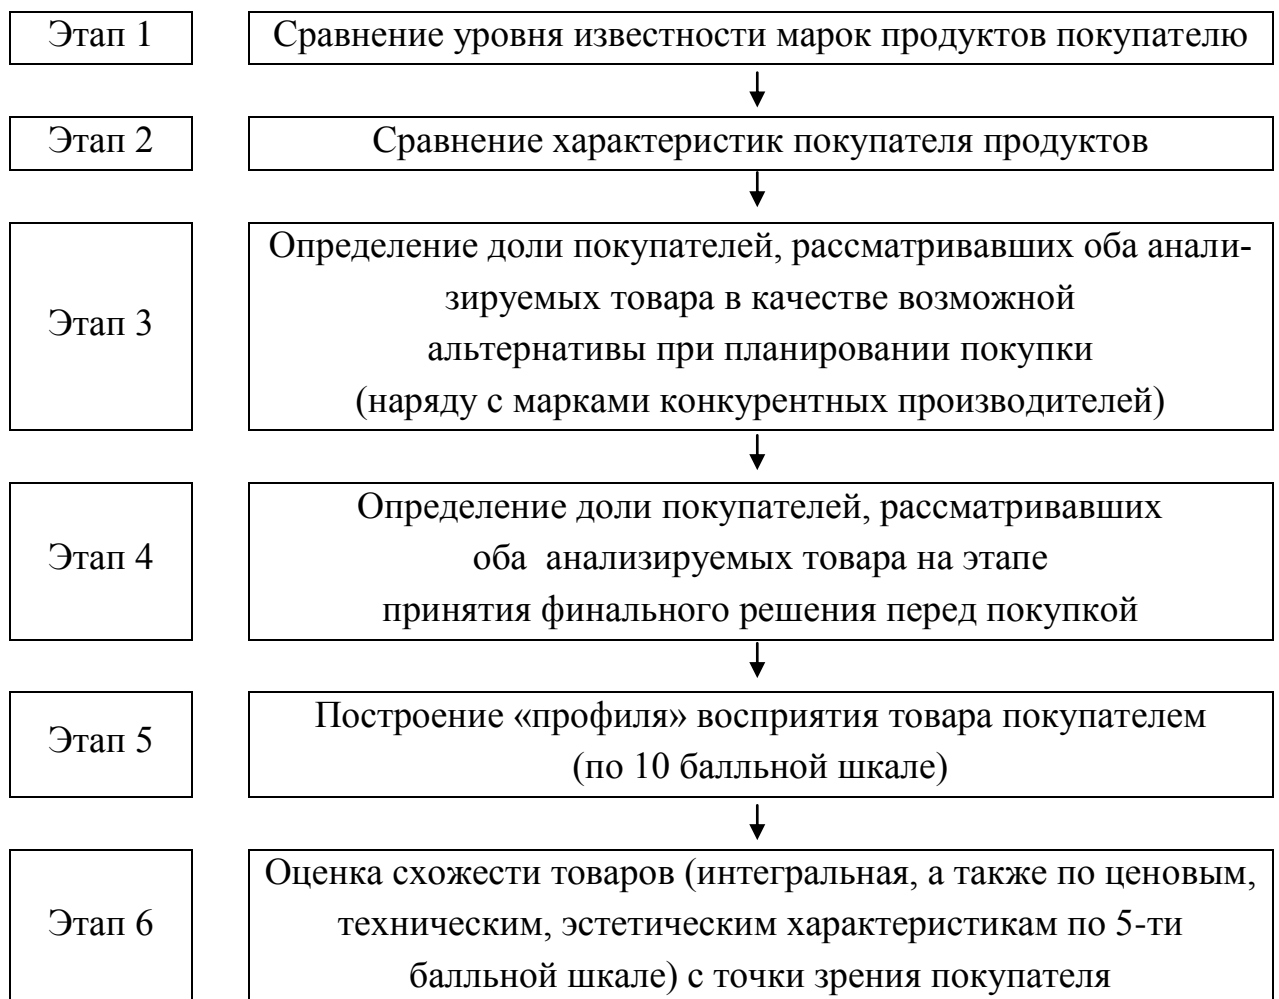 Этап 1
Сравнение уровня известности марок продуктов покупателю
Этап 2
Сравнение характеристик покупателя продуктов
Этап 3
Определение доли покупателей, рассматривавших оба анали-
зируемых товара в качестве возможной
альтернативы при планировании покупки
(наряду с марками конкурентных производителей)
Этап 4
Определение доли покупателей, рассматривавших
оба анализируемых товара на этапе
принятия финального решения перед покупкой
Этап 5
Построение «профиля» восприятия товара покупателем
(по 10 балльной шкале)
Этап 6
Оценка схожести товаров (интегральная, а также по ценовым,
техническим, эстетическим характеристикам по 5-ти
балльной шкале) с точки зрения покупателя